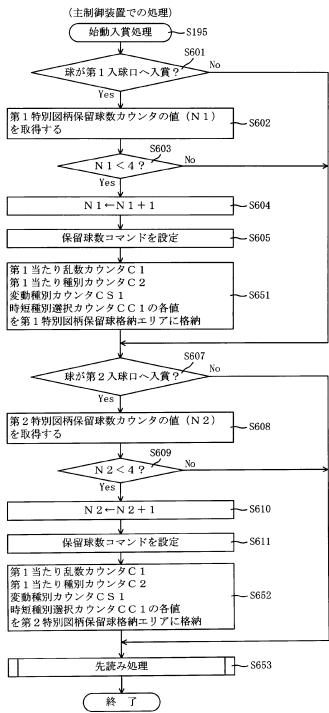 (主制御装置での処理)
始動入賞処理
S195
S601
球が第1入球口へ入賞?
No
Yes
第1特別図柄保留球数カウンタの値(N1)
を取得する
S602
S603
N1<4?
No
Yes
N1←N1+1
S604
保留球数コマンドを設定
S605
第1当たり乱数カウンタC1
第1当たり種別カウンタC2
変動種別カウンタCS1
時短種別選択カウンタCC1の各値
を第1特別図柄保留球格納エリアに格納
S651
S607
球が第2入球口へ入賞?
No
Yes
第2特別図柄保留球数カウンタの値(N2)
を取得する
S608
S609
N2<4?
No
Yes
N2←N2+1
S610
保留球数コマンドを設定
S611
第1当たり乱数カウンタC1
第1当たり種別カウンタC2
変動種別カウンタCS1
時短種別選択カウンタCC1の各値
を第2特別図柄保留球格納エリアに格納
S652
先読み処理
S653
終 了